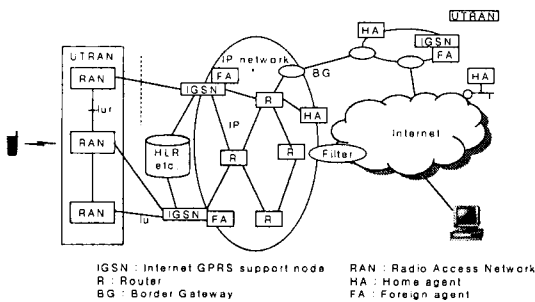 HA
UTRAN
UTRAN
IP network
IGSN
FA
FA
BG
HA
RAN
IGSN
R
HA
Iur
IP
Internet
RAN
HLR
etc.
R
R
Filter
RAN
Iu
IGSN
FA
R
IGSN : Internet GPRS support node
R : Router
BG : Border Gateway
RAN : Radio Access Network
HA : Home agent
FA : Foreign agent